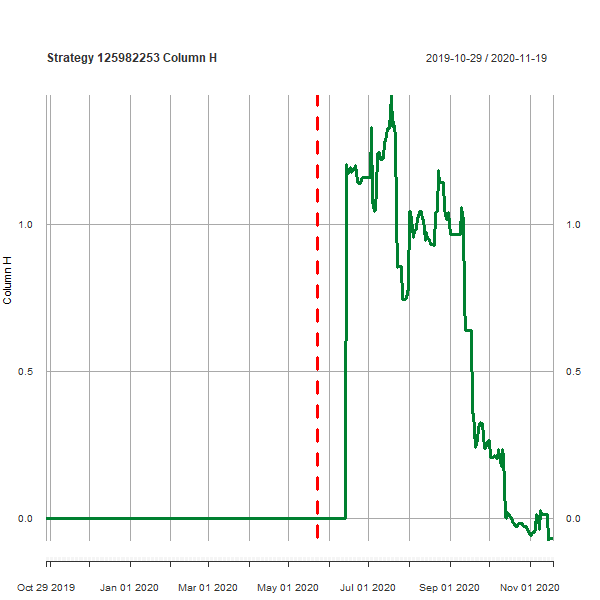 Strategy 125982253 Column H 2019-10-29 / 2020-11-19
1.0 1.0
Column H
0.5 0.5
0.0 0.0
Oct 29 2019 Jan 01 2020 Mar 01 2020 May 01 2020 Jul 01 2020 Sep 01 2020 Nov 01 2020